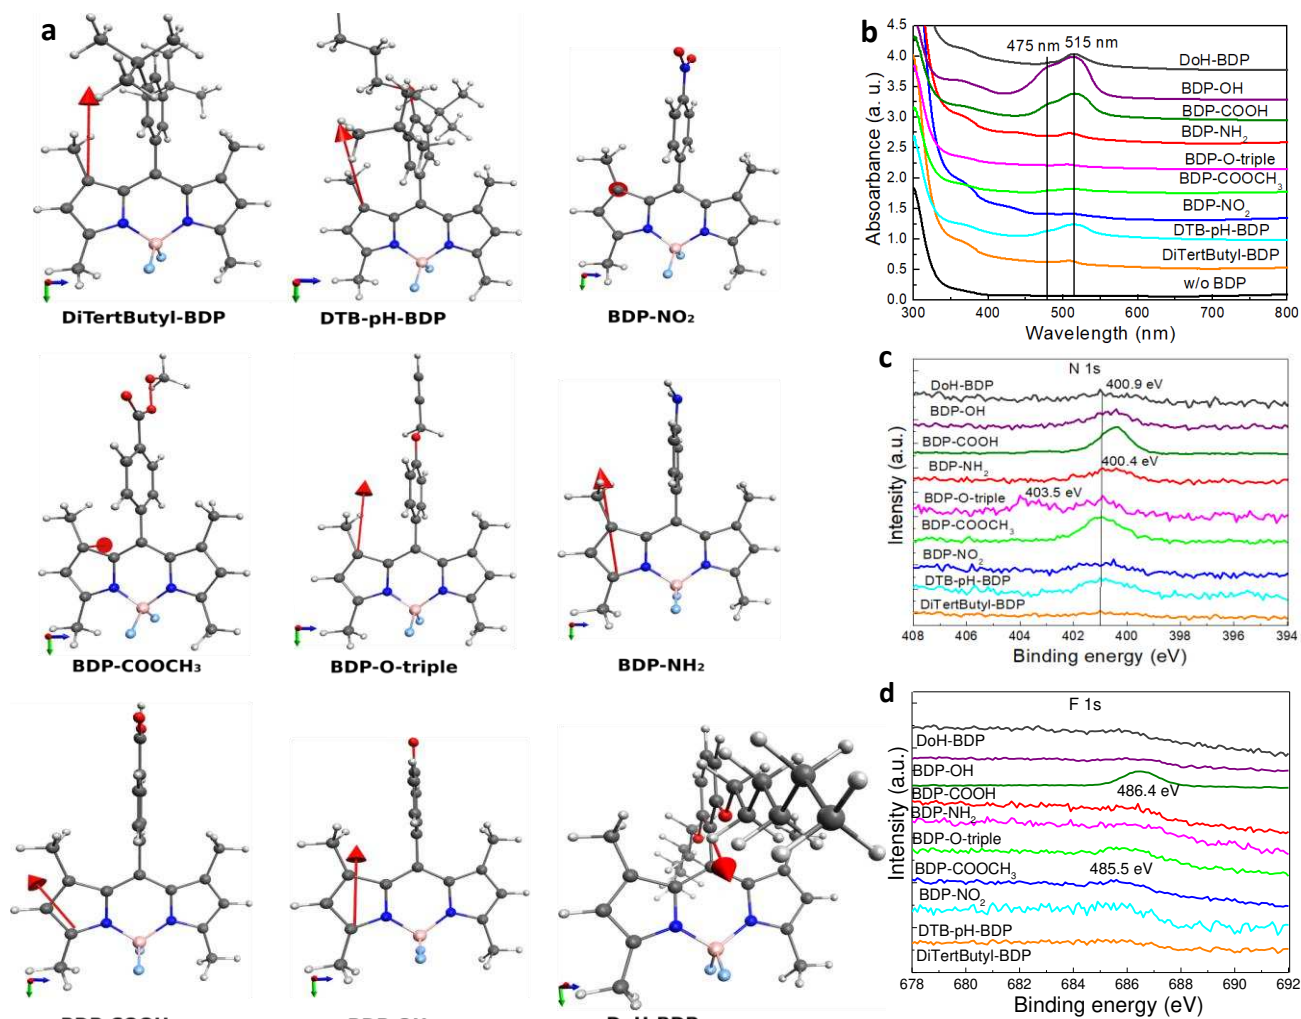 a
DiTertButyl-BDP
DTB-pH-BDP
BDP-NO₂
BDP-COOCH₃
BDP-O-triple
BDP-NH₂
DoH-BDP
b
4.5
4.0
3.5
3.0
2.5
2.0
1.5
1.0
0.5
0.0
Absoarbance (a. u.)
475 nm
515 nm
DoH-BDP
BDP-OH
BDP-COOH
BDP-NH₂
BDP-O-triple
BDP-COOCH₃
BDP-NO₂
DTB-pH-BDP
DiTertButyl-BDP
w/o BDP
300 400 500 600 700 800
Wavelength (nm)
c
N 1s
Intensity (a.u.)
DoH-BDP
400.9 eV
BDP-OH
BDP-COOH
BDP-NH₂
400.4 eV
BDP-O-triple
403.5 eV
BDP-COOCH₃
BDP-NO₂
DTB-pH-BDP
DiTertButyl-BDP
408 406 404 402 400 398 396 394
Binding energy (eV)
d
F 1s
Intensity (a.u.)
DoH-BDP
BDP-OH
BDP-COOH
486.4 eV
BDP-NH₂
BDP-O-triple
BDP-COOCH₃
485.5 eV
BDP-NO₂
DTB-pH-BDP
DiTertButyl-BDP
678 680 682 684 686 688 690 692
Binding energy (eV)